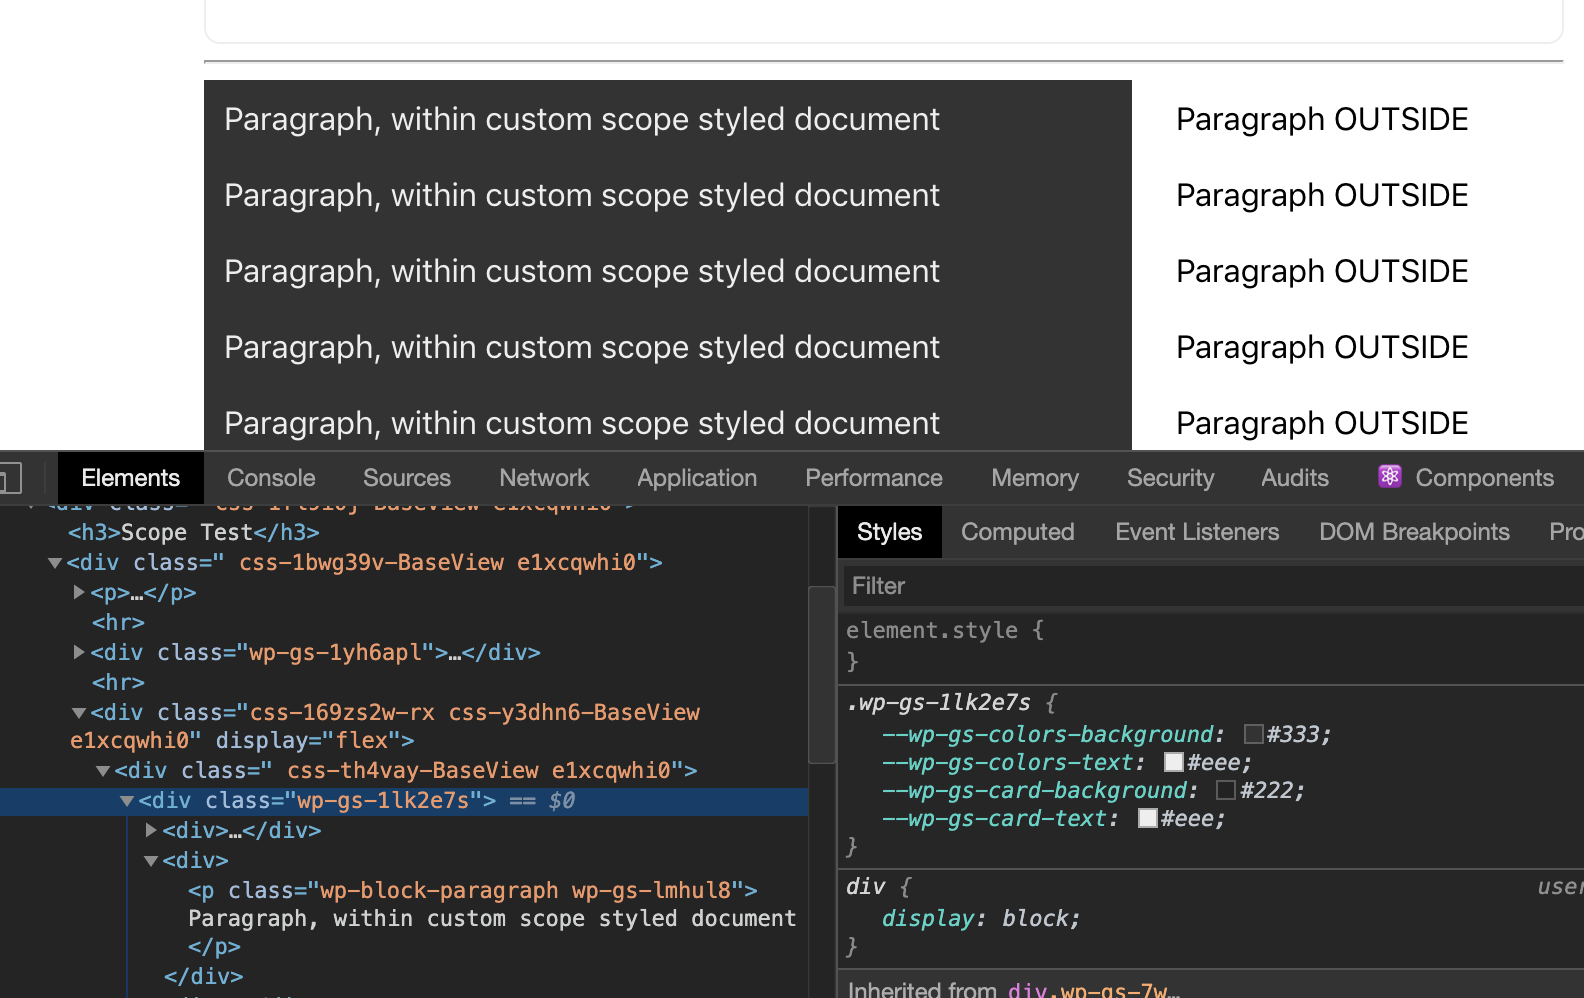 Paragraph, within custom scope styled document
Paragraph OUTSIDE
Paragraph, within custom scope styled document
Paragraph OUTSIDE
Paragraph, within custom scope styled document
Paragraph OUTSIDE
Paragraph, within custom scope styled document
Paragraph OUTSIDE
Paragraph, within custom scope styled document
Paragraph OUTSIDE
Elements Console Sources Network Application Performance Memory Security Audits Components
<h3>Scope Test</h3>
<div class=" css-1bwg39v-BaseView e1xcqwhi0">
<p>…</p>
<hr>
<div class="wp-gs-1yh6apl">…</div>
<hr>
<div class="css-169zs2w-rx css-y3dhn6-BaseView
e1xcqwhi0" display="flex">
<div class=" css-th4vay-BaseView e1xcqwhi0">
<div class="wp-gs-1lk2e7s"> == $0
<div>…</div>
<div>
<p class="wp-block-paragraph wp-gs-lmhul8">
Paragraph, within custom scope styled document
</p>
</div>
Styles Computed Event Listeners DOM Breakpoints Pro
Filter
element.style {
}
.wp-gs-1lk2e7s {
--wp-gs-colors-background: #333;
--wp-gs-colors-text: #eee;
--wp-gs-card-background: #222;
--wp-gs-card-text: #eee;
}
div {
user
display: block;
}
Inherited from div.wp-gs-7w…